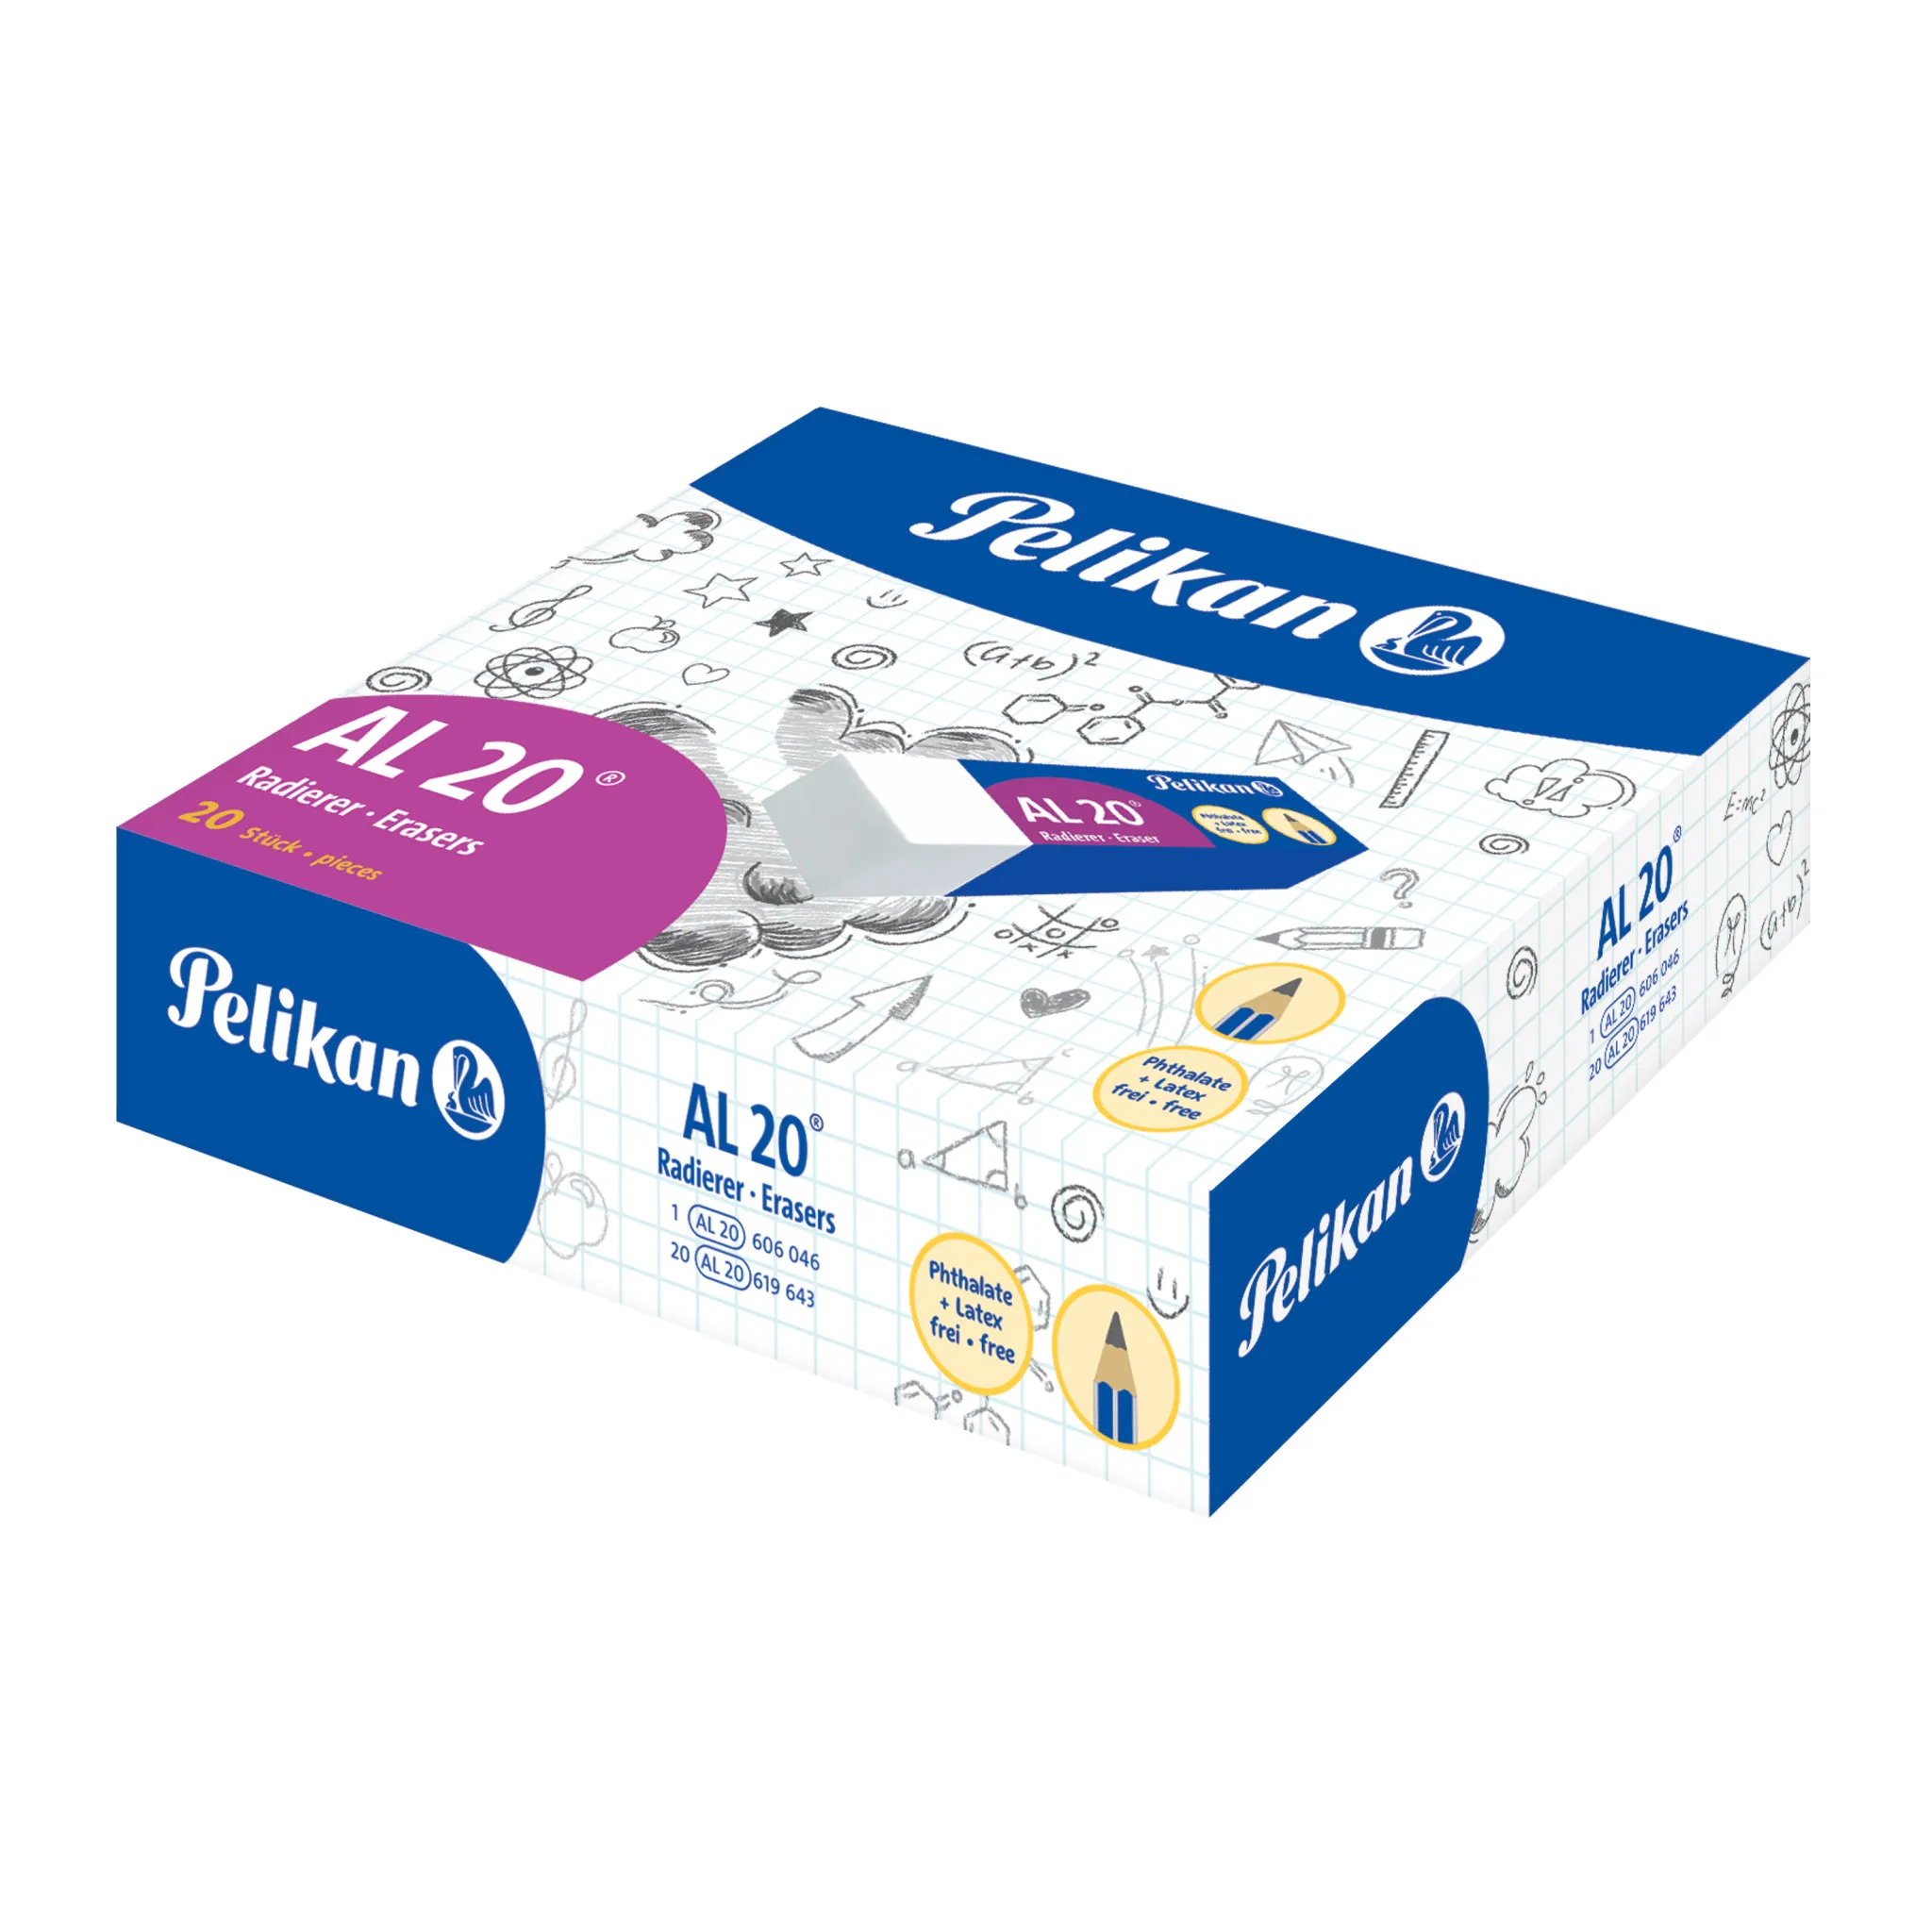 Pelikan
(a+b)²
AL 20®
Radierer · Erasers
20 Stück • pieces
Pelikan
AL 20®
Radierer · Eraser
Phthalate
+ Latex
frei • free
Phthalate
+ Latex
frei • free
a
b
c
Pelikan
AL 20®
Radierer · Erasers
1 AL 20 606 046
20 AL 20 619 643
a
b
Phthalate
+ Latex
frei • free
Pelikan
AL 20®
Radierer · Erasers
1 AL 20 606 046
20 AL 20 619 643
E=mc²
(a+b)²